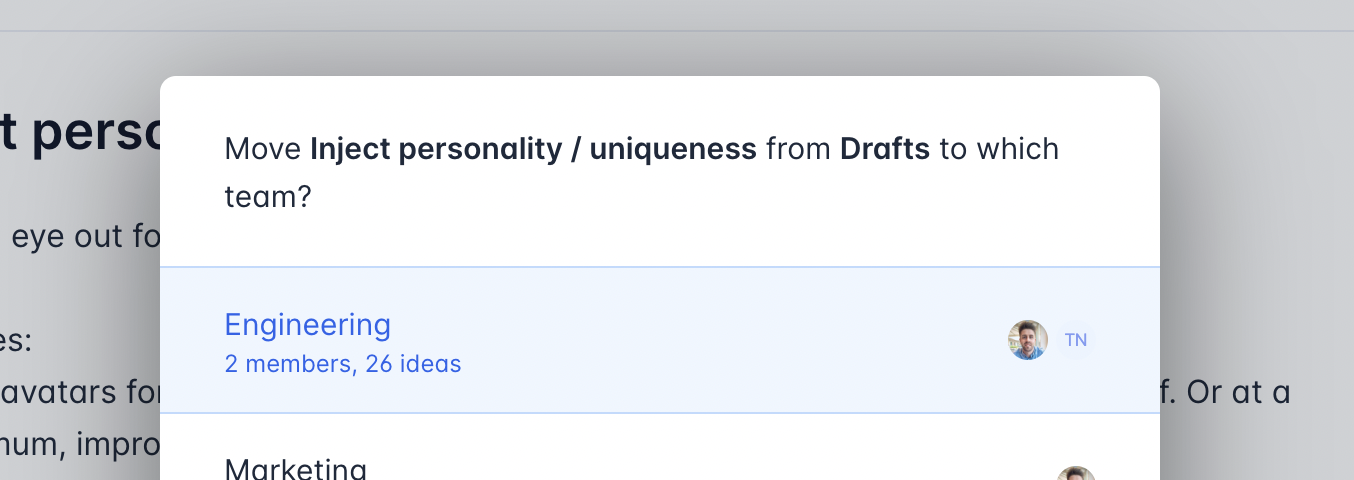 t perso
Move Inject personality / uniqueness from Drafts to which
team?
eye out fo
Engineering
TN
2 members, 26 ideas
es:
avatars for
f. Or at a
num, impro
Marketing